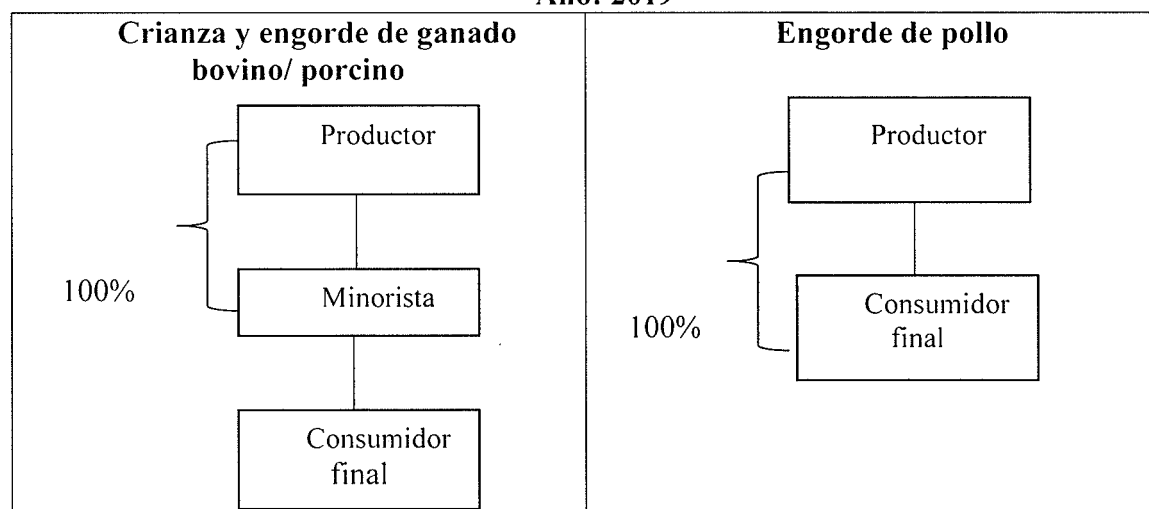 Año: 2019
Crianza y engorde de ganado
bovino/ porcino
Productor
100%
Minorista
Consumidor
final
Engorde de pollo
Productor
100%
Consumidor
final